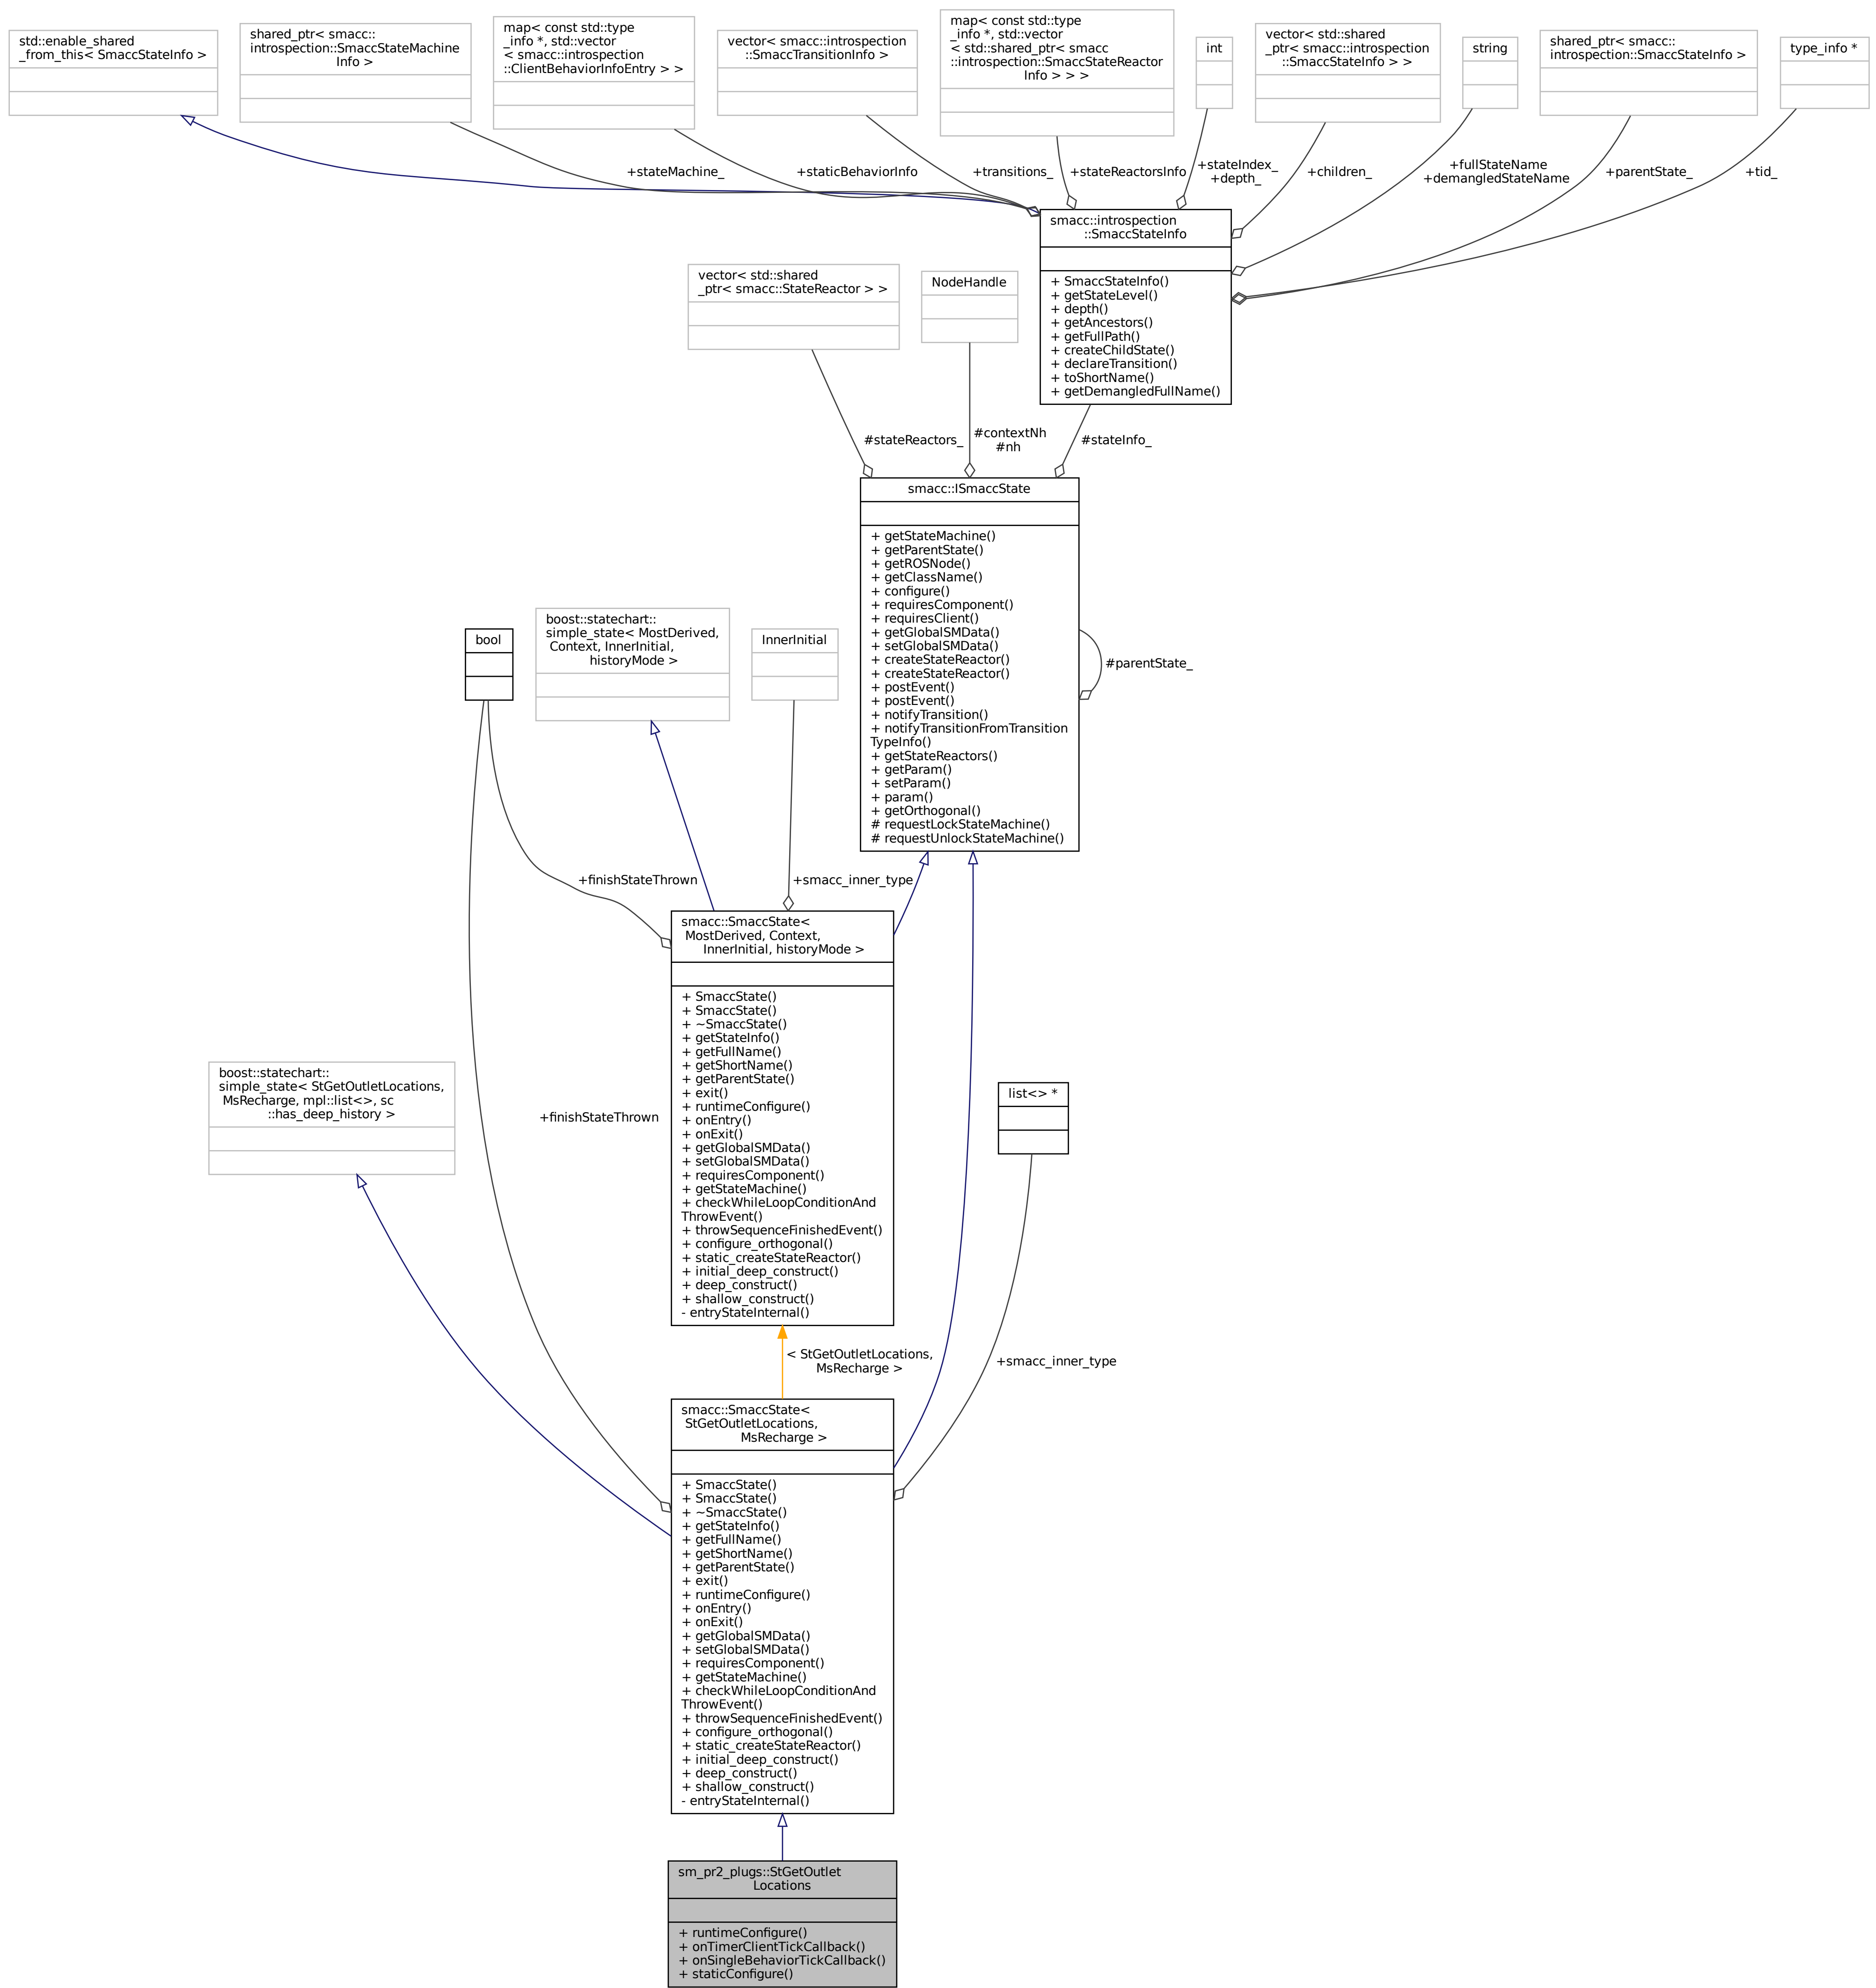 std::enable_shared
_from_this< SmaccStateInfo >
shared_ptr< smacc::
introspection::SmaccStateMachine
Info >
map< const std::type
_info *, std::vector
< smacc::introspection
::ClientBehaviorInfoEntry > >
vector< smacc::introspection
::SmaccTransitionInfo >
map< const std::type
_info *, std::vector
< std::shared_ptr< smacc
::introspection::SmaccStateReactor
Info > > >
int
vector< std::shared
_ptr< smacc::introspection
::SmaccStateInfo > >
string
shared_ptr< smacc::
introspection::SmaccStateInfo >
type_info *
+stateMachine_
+staticBehaviorInfo
+transitions_
+stateReactorsInfo
+stateIndex_
+depth_
+children_
+fullStateName
+demangledStateName
+parentState_
+tid_
smacc::introspection
::SmaccStateInfo
+ SmaccStateInfo()
+ getStateLevel()
+ depth()
+ getAncestors()
+ getFullPath()
+ createChildState()
+ declareTransition()
+ toShortName()
+ getDemangledFullName()
vector< std::shared
_ptr< smacc::StateReactor > >
NodeHandle
#stateReactors_
#contextNh
#nh
#stateInfo_
smacc::ISmaccState
+ getStateMachine()
+ getParentState()
+ getROSNode()
+ getClassName()
+ configure()
+ requiresComponent()
+ requiresClient()
+ getGlobalSMData()
+ setGlobalSMData()
+ createStateReactor()
+ createStateReactor()
+ postEvent()
+ postEvent()
+ notifyTransition()
+ notifyTransitionFromTransition
TypeInfo()
+ getStateReactors()
+ getParam()
+ setParam()
+ param()
+ getOrthogonal()
# requestLockStateMachine()
# requestUnlockStateMachine()
#parentState_
bool
boost::statechart::
simple_state< MostDerived,
Context, InnerInitial,
historyMode >
InnerInitial
+finishStateThrown
+smacc_inner_type
smacc::SmaccState<
MostDerived, Context,
InnerInitial, historyMode >
+ SmaccState()
+ SmaccState()
+ ~SmaccState()
+ getStateInfo()
+ getFullName()
+ getShortName()
+ getParentState()
+ exit()
+ runtimeConfigure()
+ onEntry()
+ onExit()
+ getGlobalSMData()
+ setGlobalSMData()
+ requiresComponent()
+ getStateMachine()
+ checkWhileLoopConditionAnd
ThrowEvent()
+ throwSequenceFinishedEvent()
+ configure_orthogonal()
+ static_createStateReactor()
+ initial_deep_construct()
+ deep_construct()
+ shallow_construct()
- entryStateInternal()
boost::statechart::
simple_state< StGetOutletLocations,
MsRecharge, mpl::list<>, sc
::has_deep_history >
+finishStateThrown
list<> *
< StGetOutletLocations,
MsRecharge >
+smacc_inner_type
smacc::SmaccState<
StGetOutletLocations,
MsRecharge >
+ SmaccState()
+ SmaccState()
+ ~SmaccState()
+ getStateInfo()
+ getFullName()
+ getShortName()
+ getParentState()
+ exit()
+ runtimeConfigure()
+ onEntry()
+ onExit()
+ getGlobalSMData()
+ setGlobalSMData()
+ requiresComponent()
+ getStateMachine()
+ checkWhileLoopConditionAnd
ThrowEvent()
+ throwSequenceFinishedEvent()
+ configure_orthogonal()
+ static_createStateReactor()
+ initial_deep_construct()
+ deep_construct()
+ shallow_construct()
- entryStateInternal()
sm_pr2_plugs::StGetOutlet
Locations
+ runtimeConfigure()
+ onTimerClientTickCallback()
+ onSingleBehaviorTickCallback()
+ staticConfigure()